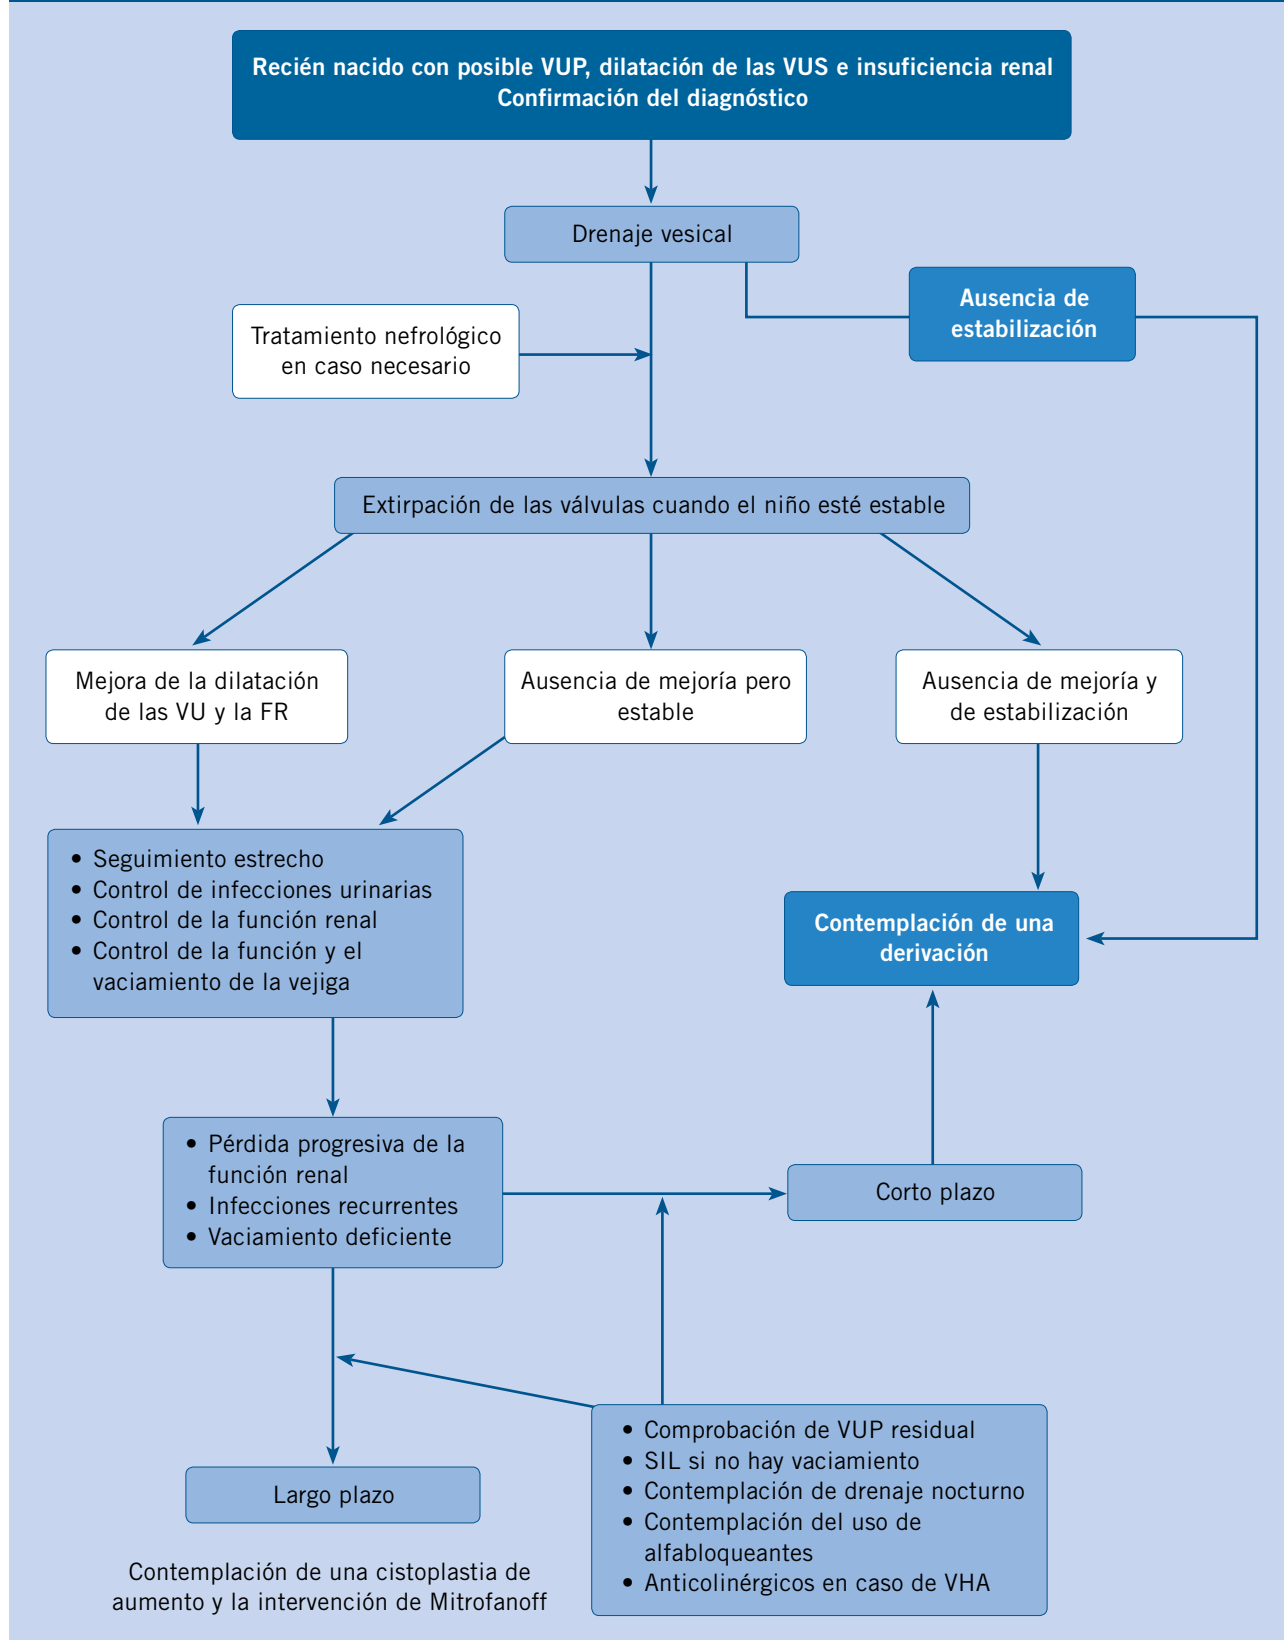 Recién nacido con posible VUP, dilatación de las VUS e insuficiencia renal
Confirmación del diagnóstico
Drenaje vesical
Ausencia de
estabilización
Tratamiento nefrológico
en caso necesario
Extirpación de las válvulas cuando el niño esté estable
Mejora de la dilatación
de las VU y la FR
Ausencia de mejoría pero
estable
Ausencia de mejoría y
de estabilización
• Seguimiento estrecho
• Control de infecciones urinarias
• Control de la función renal
• Control de la función y el
vaciamiento de la vejiga
Contemplación de una
derivación
• Pérdida progresiva de la
función renal
• Infecciones recurrentes
• Vaciamiento deficiente
Corto plazo
• Comprobación de VUP residual
• SIL si no hay vaciamiento
• Contemplación de drenaje nocturno
• Contemplación del uso de
alfabloqueantes
• Anticolinérgicos en caso de VHA
Largo plazo
Contemplación de una cistoplastia de
aumento y la intervención de Mitrofanoff